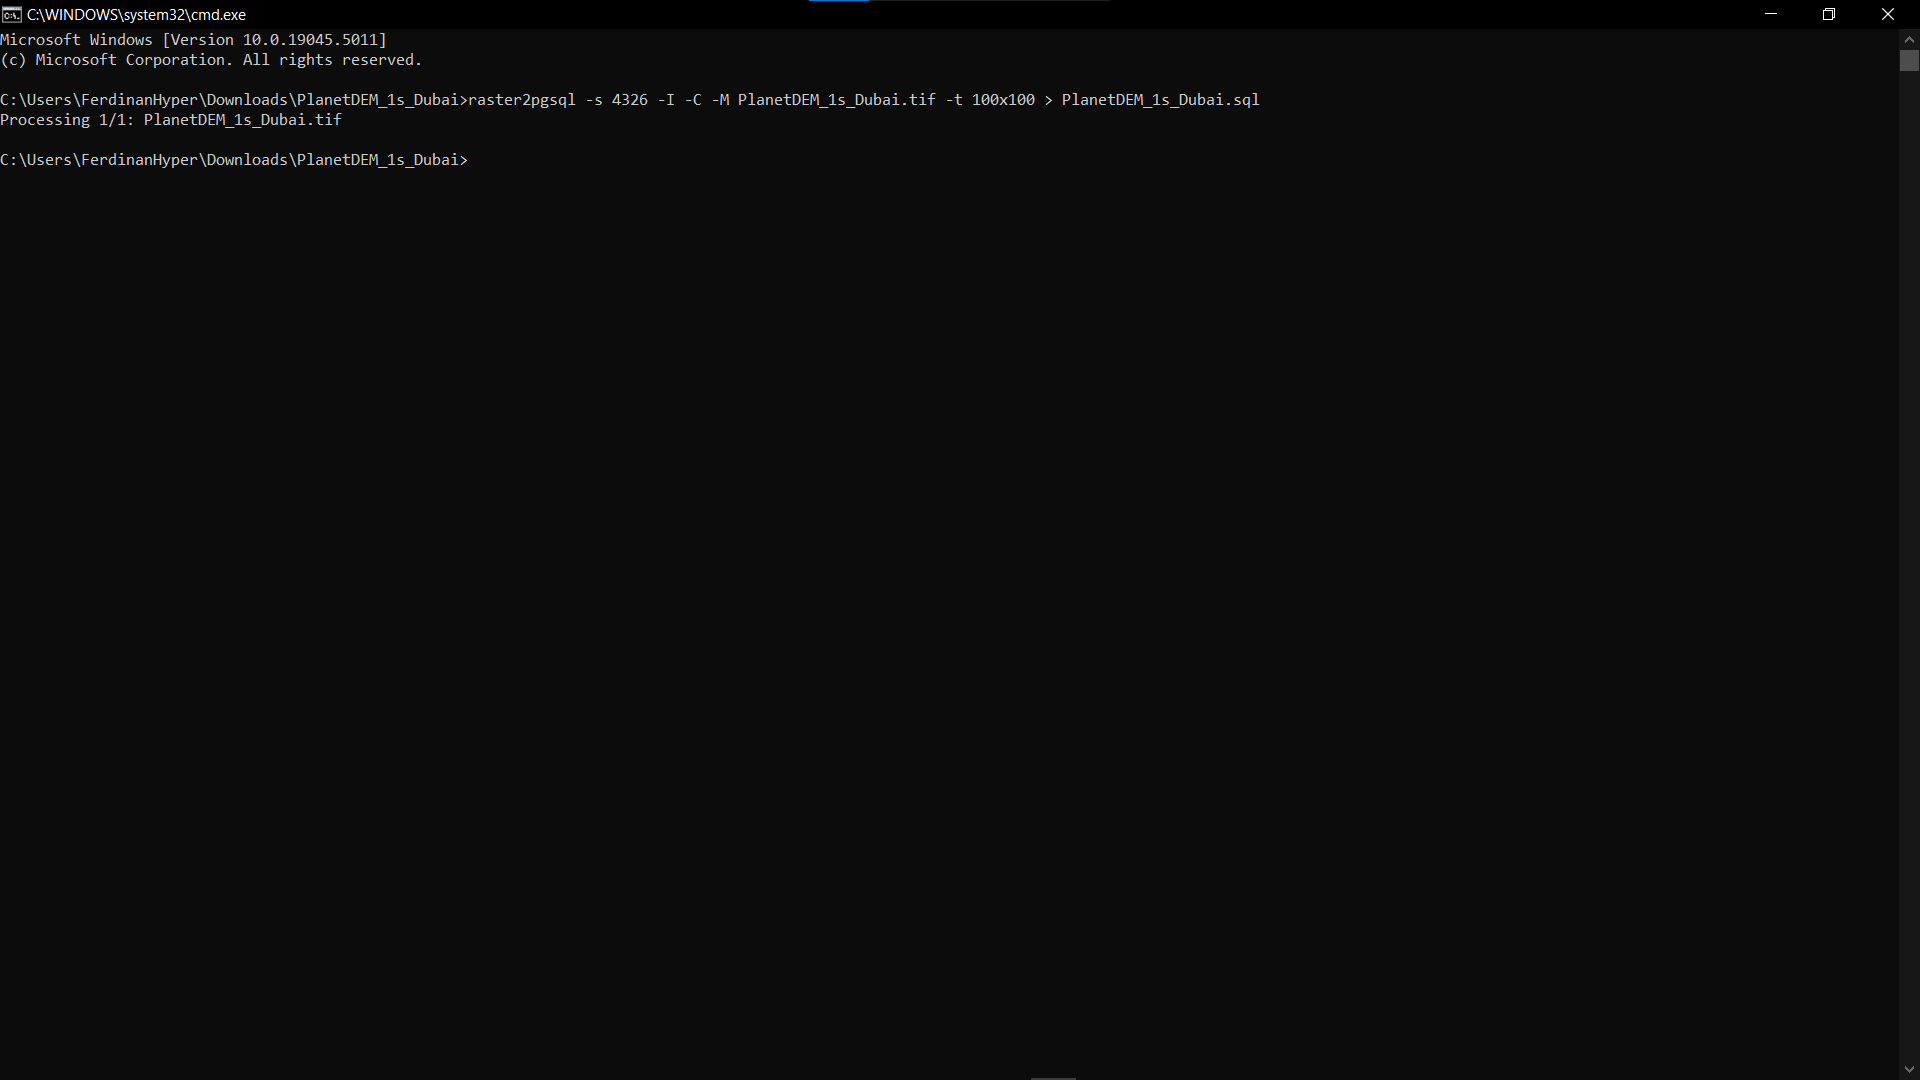 C:\WINDOWS\system32\cmd.exe
Microsoft Windows [Version 10.0.19045.5011]
(c) Microsoft Corporation. All rights reserved.
C:\Users\FerdinanHyper\Downloads\PlanetDEM_1s_Dubai>raster2pgsql -s 4326 -I -C -M PlanetDEM_1s_Dubai.tif -t 100x100 > PlanetDEM_1s_Dubai.sql
Processing 1/1: PlanetDEM_1s_Dubai.tif
C:\Users\FerdinanHyper\Downloads\PlanetDEM_1s_Dubai>